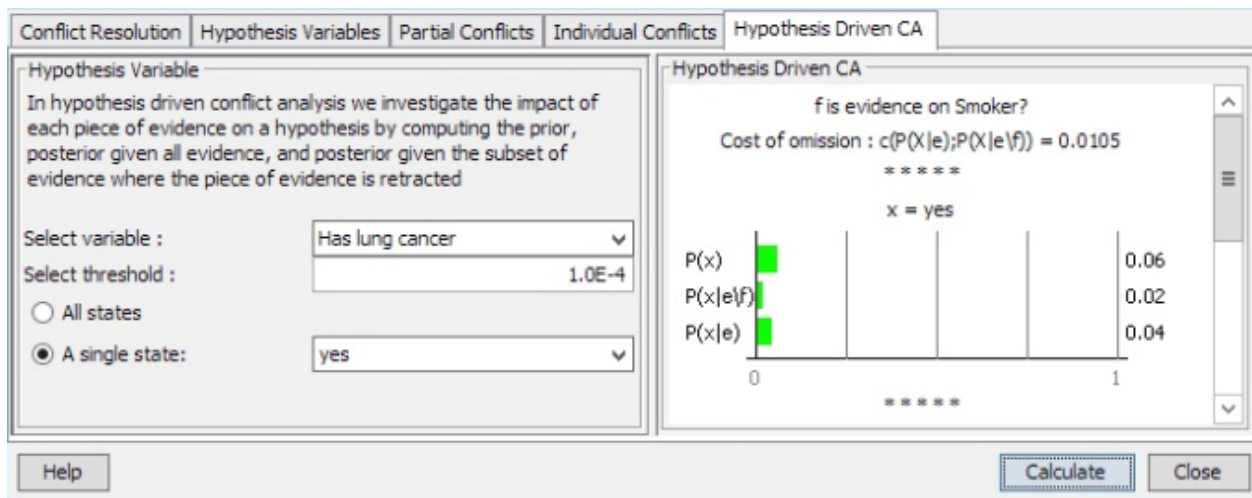 Conflict Resolution Hypothesis Variables Partial Conflicts Individual Conflicts Hypothesis Driven CA
Hypothesis Variable
In hypothesis driven conflict analysis we investigate the impact of
each piece of evidence on a hypothesis by computing the prior,
posterior given all evidence, and posterior given the subset of
evidence where the piece of evidence is retracted
Select variable :
Has lung cancer
Select threshold :
1.0E-4
All states
A single state:
yes
Hypothesis Driven CA
f is evidence on Smoker?
Cost of omission : c(P(X|e);P(X|e\f)) = 0.0105
* * * * *
x = yes
P(x) 0.06
P(x|e\f) 0.02
P(x|e) 0.04
0 1
* * * * *
Help Calculate Close